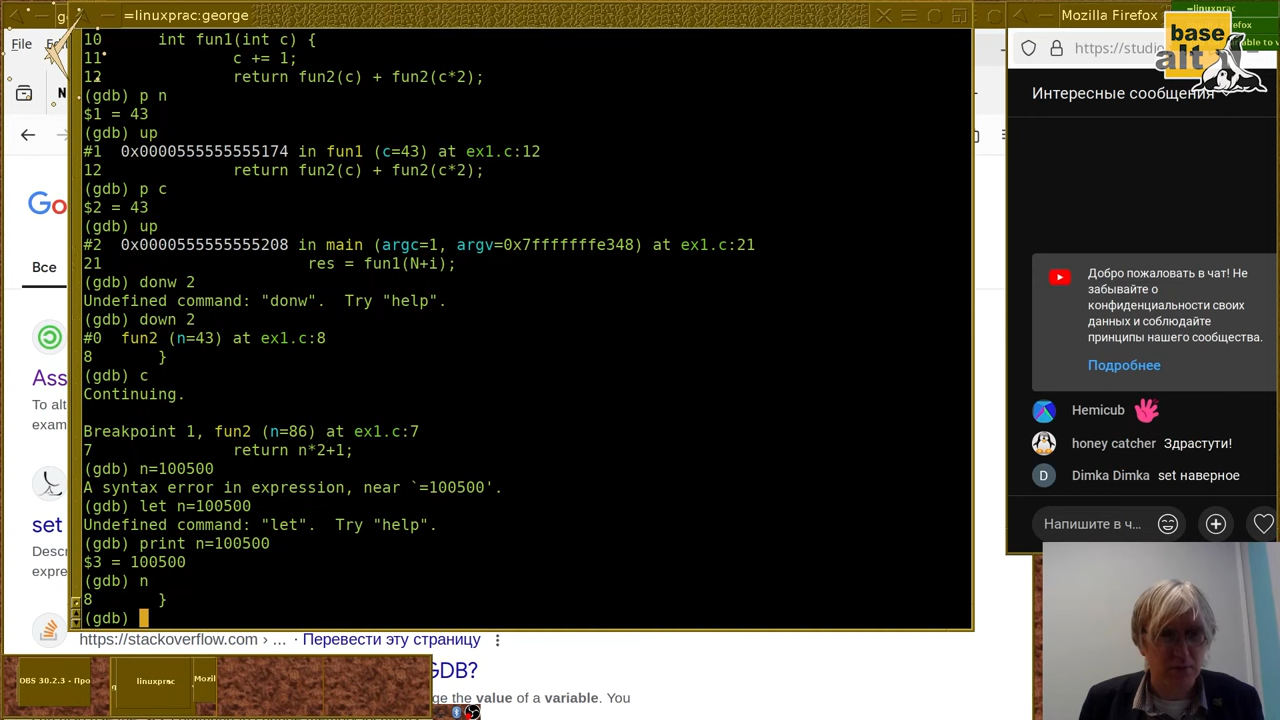 =linuxprac:george
10      int fun1(int c) {
11              c += 1;
12              return fun2(c) + fun2(c*2);
(gdb) p n
$1 = 43
(gdb) up
#1  0x0000555555555174 in fun1 (c=43) at ex1.c:12
12              return fun2(c) + fun2(c*2);
(gdb) p c
$2 = 43
(gdb) up
#2  0x0000555555555208 in main (argc=1, argv=0x7fffffffe348) at ex1.c:21
21                      res = fun1(N+i);
(gdb) donw 2
Undefined command: "donw".  Try "help".
(gdb) down 2
#0  fun2 (n=43) at ex1.c:8
8       }
(gdb) c
Continuing.
Breakpoint 1, fun2 (n=86) at ex1.c:7
7               return n*2+1;
(gdb) n=100500
A syntax error in expression, near `=100500'.
(gdb) let n=100500
Undefined command: "let".  Try "help".
(gdb) print n=100500
$3 = 100500
(gdb) n
8       }
(gdb)
File
Go
Все
Ass
To alt
exam
set
Descr
expre
https://stackoverflow.com › ... · Перевести эту страницу
GDB?
ge the value of a variable. You
OBS 30.2.3 - Про
linuxprac
Mozil
Mozilla Firefox
=linuxprac
base
alt
https://studio
Интересные сообщения
Добро пожаловать в чат! Не
забывайте о
конфиденциальности своих
данных и соблюдайте
принципы нашего сообщества.
Подробнее
Hemicub
honey catcher Здрастути!
D Dimka Dimka set наверное
Напишите в ч...